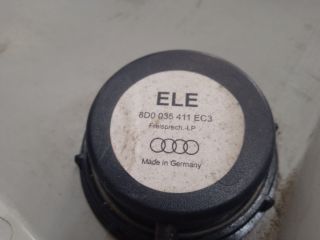 ELE
8D0 035 411 EC3
Freisprech.-LP
Made in Germany